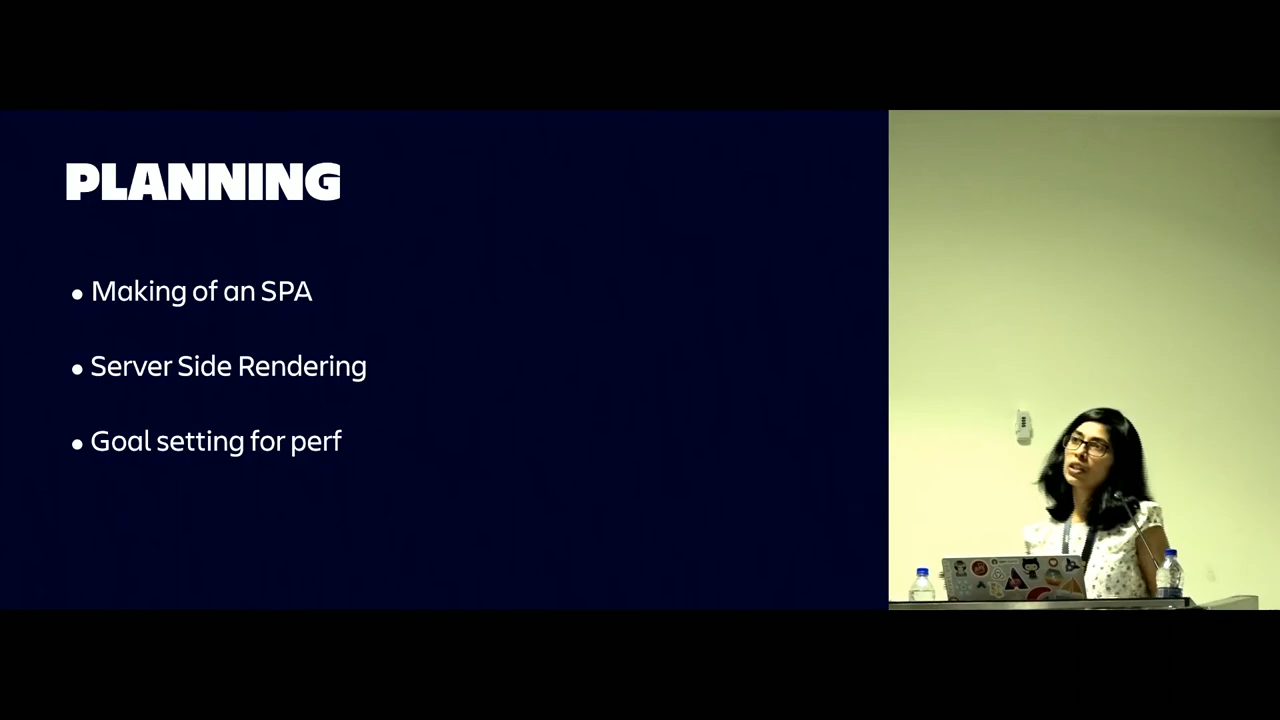 PLANNING
• Making of an SPA
• Server Side Rendering
• Goal setting for perf